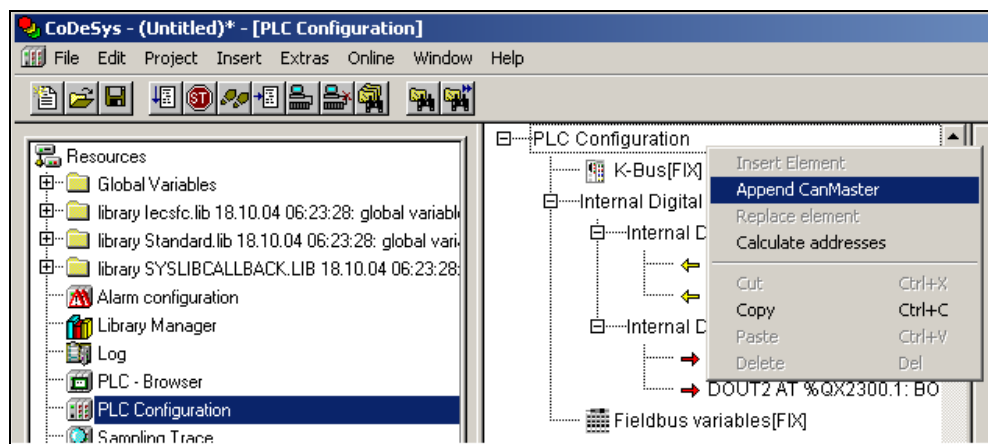 CoDeSys - (Untitled)* - [PLC Configuration]
File Edit Project Insert Extras Online Window Help
ST
Resources
Global Variables
library Iecsfc.lib 18.10.04 06:23:28: global variabl
library Standard.lib 18.10.04 06:23:28: global vari
library SYSLIBCALLBACK.LIB 18.10.04 06:23:28:
Alarm configuration
Library Manager
Log
PLC - Browser
PLC Configuration
Sampling Trace
PLC Configuration
K-Bus[FIX]
Internal Digital
Internal D
Internal D
DOUT2 AT %QX2300.1: BO
Fieldbus variables[FIX]
Insert Element
Append CanMaster
Replace element
Calculate addresses
Cut Ctrl+X
Copy Ctrl+C
Paste Ctrl+V
Delete Del